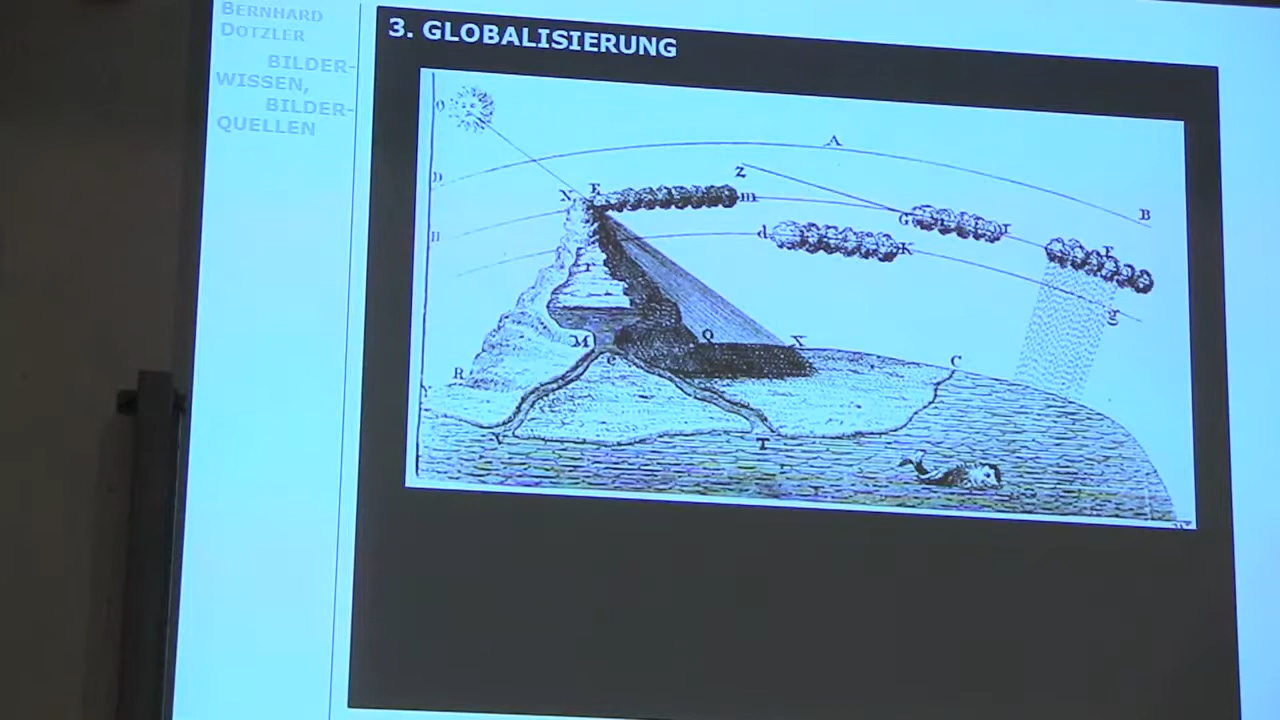 BERNHARD
DOTZLER
BILDER-
WISSEN,
BILDER-
QUELLEN
3. GLOBALISIERUNG
O
A
Z
D
N E
m
B
G
I
H
d
K
F
I
g
M
Q
X
R
C
V
T